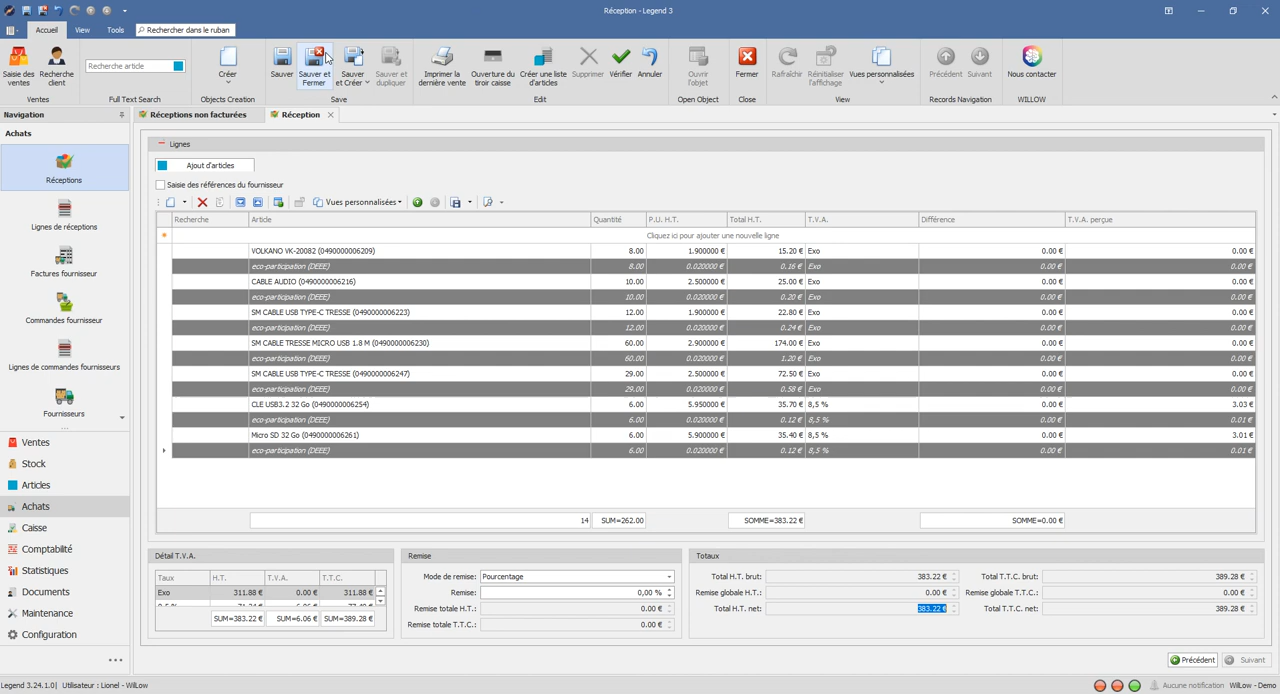 Réception - Legend 3
Accueil View Tools Rechercher dans le ruban
Saisie des ventes
Recherche client
Ventes
Recherche article
Full Text Search
Créer
Objects Creation
Sauver
Sauver et Fermer
Sauver et Créer
Sauver et dupliquer
Save
Imprimer la dernière vente
Ouverture du tiroir caisse
Créer une liste d'articles
Supprimer
Vérifier
Annuler
Edit
Ouvrir l'objet
Open Object
Fermer
Close
Rafraîchir
Réinitialiser l'affichage
Vues personnalisées
View
Précédent
Suivant
Records Navigation
Nous contacter
WILLOW
Navigation
Achats
Réceptions
Lignes de réceptions
Factures fournisseur
Commandes fournisseur
Lignes de commandes fournisseurs
Fournisseurs
Ventes
Stock
Articles
Achats
Caisse
Comptabilité
Statistiques
Documents
Maintenance
Configuration
Réceptions non facturées Réception
Lignes
Ajout d'articles
Saisie des références du fournisseur
Vues personnalisées
Recherche Article Quantité P.U. H.T. Total H.T. T.V.A. Différence T.V.A. perçue
Cliquez ici pour ajouter une nouvelle ligne
VOLKANO VK-20082 (0490000006209) 8.00 1.900000 € 15.20 € Exo 0.00 € 0.00 €
eco-participation (DEEE) 8.00 0.020000 € 0.16 € Exo 0.00 € 0.00 €
CABLE AUDIO (0490000006216) 10.00 2.500000 € 25.00 € Exo 0.00 € 0.00 €
eco-participation (DEEE) 10.00 0.020000 € 0.20 € Exo 0.00 € 0.00 €
SM CABLE USB TYPE-C TRESSE (0490000006223) 12.00 1.900000 € 22.80 € Exo 0.00 € 0.00 €
eco-participation (DEEE) 12.00 0.020000 € 0.24 € Exo 0.00 € 0.00 €
SM CABLE TRESSE MICRO USB 1.8 M (0490000006230) 60.00 2.900000 € 174.00 € Exo 0.00 € 0.00 €
eco-participation (DEEE) 60.00 0.020000 € 1.20 € Exo 0.00 € 0.00 €
SM CABLE USB TYPE-C TRESSE (0490000006247) 29.00 2.500000 € 72.50 € Exo 0.00 € 0.00 €
eco-participation (DEEE) 29.00 0.020000 € 0.58 € Exo 0.00 € 0.00 €
CLE USB3.2 32 Go (0490000006254) 6.00 5.950000 € 35.70 € 8,5 % 0.00 € 3.03 €
eco-participation (DEEE) 6.00 0.020000 € 0.12 € 8,5 % 0.00 € 0.01 €
Micro SD 32 Go (0490000006261) 6.00 5.900000 € 35.40 € 8,5 % 0.00 € 3.01 €
eco-participation (DEEE) 6.00 0.020000 € 0.12 € 8,5 % 0.00 € 0.01 €
14 SUM=262.00 SOMME=383.22 € SOMME=0.00 €
Détail T.V.A.
Taux H.T. T.V.A. T.T.C.
Exo 311.88 € 0.00 € 311.88 €
SUM=383.22 € SUM=6.06 € SUM=389.28 €
Remise
Mode de remise: Pourcentage
Remise: 0,00 %
Remise totale H.T.: 0.00 €
Remise totale T.T.C.: 0.00 €
Totaux
Total H.T. brut: 383.22 € Total T.T.C. brut: 389.28 €
Remise globale H.T.: 0.00 € Remise globale T.T.C.: 0.00 €
Total H.T. net: 383.22 € Total T.T.C. net: 389.28 €
Précédent Suivant
Legend 3.24.1.0 Utilisateur : Lionel - WilLow Aucune notification WilLow - Demo